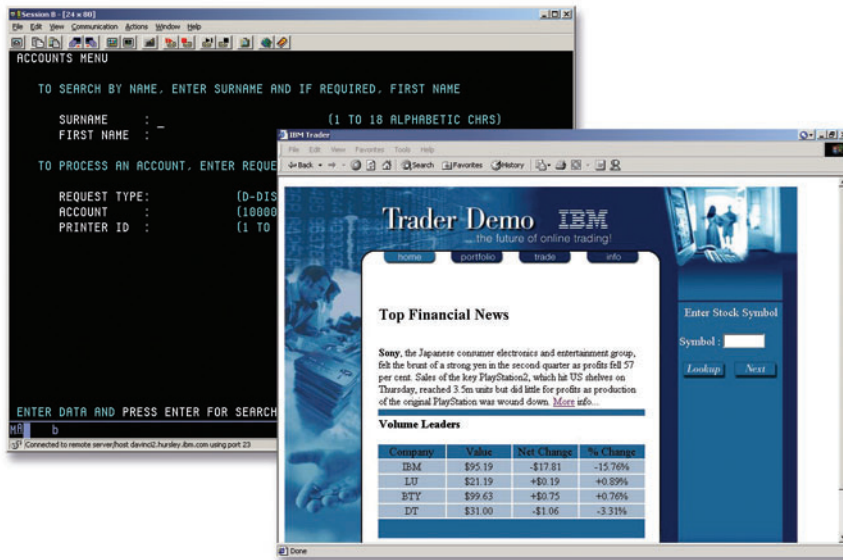 Session B - [24 x 80]
File Edit View Communication Actions Window Help
ACCOUNTS MENU
TO SEARCH BY NAME, ENTER SURNAME AND IF REQUIRED, FIRST NAME
SURNAME : _ (1 TO 18 ALPHABETIC CHRS)
FIRST NAME :
TO PROCESS AN ACCOUNT, ENTER REQUE
REQUEST TYPE: (D-DIS
ACCOUNT : (10000
PRINTER ID : (1 TO
ENTER DATA AND PRESS ENTER FOR SEARCH
MA b
Connected to remote server/host davinci2.hursley.ibm.com using port 23
IBM Trader
File Edit View Favorites Tools Help
Back Search Favorites History
Trader Demo IBM
...the future of online trading!
home portfolio trade info
Top Financial News
Sony, the Japanese consumer electronics and entertainment group,
felt the brunt of a strong yen in the second quarter as profits fell 57
per cent. Sales of the key PlayStation2, which hit US shelves on
Thursday, reached 3.5m units but did little for profits as production
of the original PlayStation was wound down. More info...
Volume Leaders
Company Value Net Change % Change
IBM $95.19 -$17.81 -15.76%
LU $21.19 +$0.19 +0.89%
BTY $99.63 +$0.75 +0.76%
DT $31.00 -$1.06 -3.31%
Enter Stock Symbol
Symbol :
Lookup Next
Done